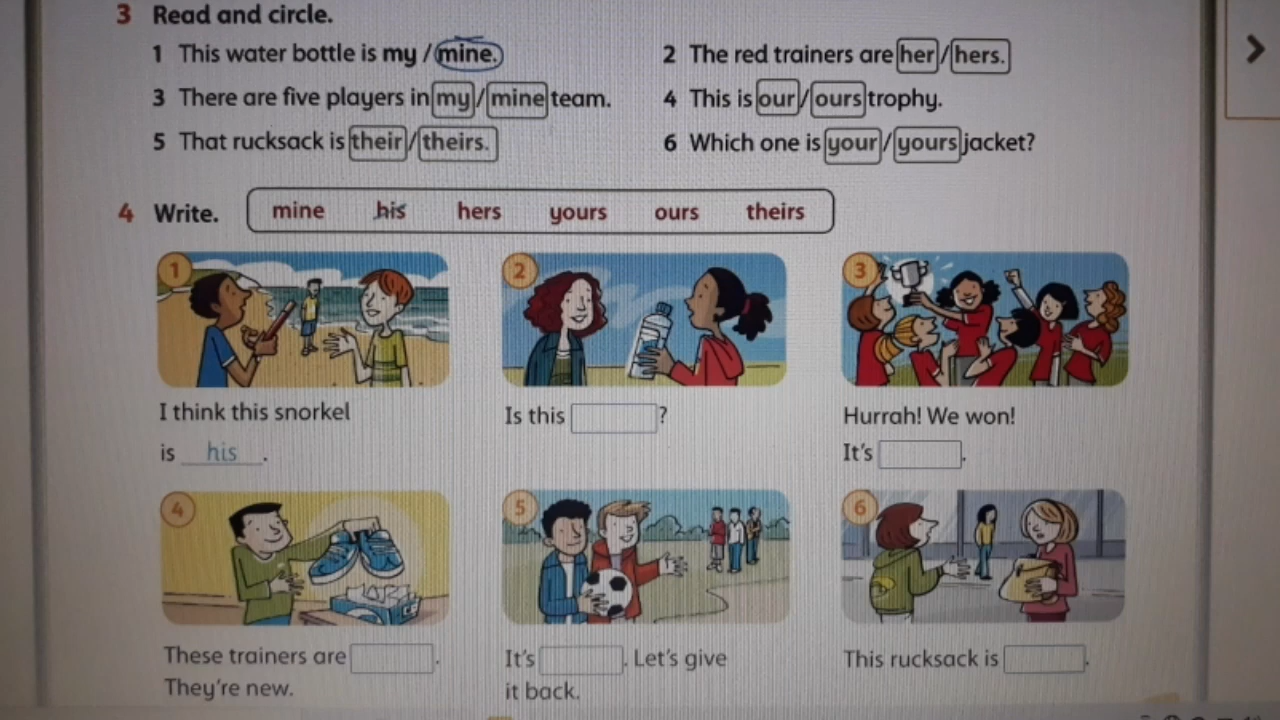 3 Read and circle.
1 This water bottle is my / mine.
2 The red trainers are her / hers.
3 There are five players in my / mine team.
4 This is our / ours trophy.
5 That rucksack is their / theirs.
6 Which one is your / yours jacket?
4 Write.
mine his hers yours ours theirs
1
2
3
I think this snorkel
is his.
Is this ?
Hurrah! We won!
It's .
4
5
6
These trainers are .
They're new.
It's . Let's give
it back.
This rucksack is .